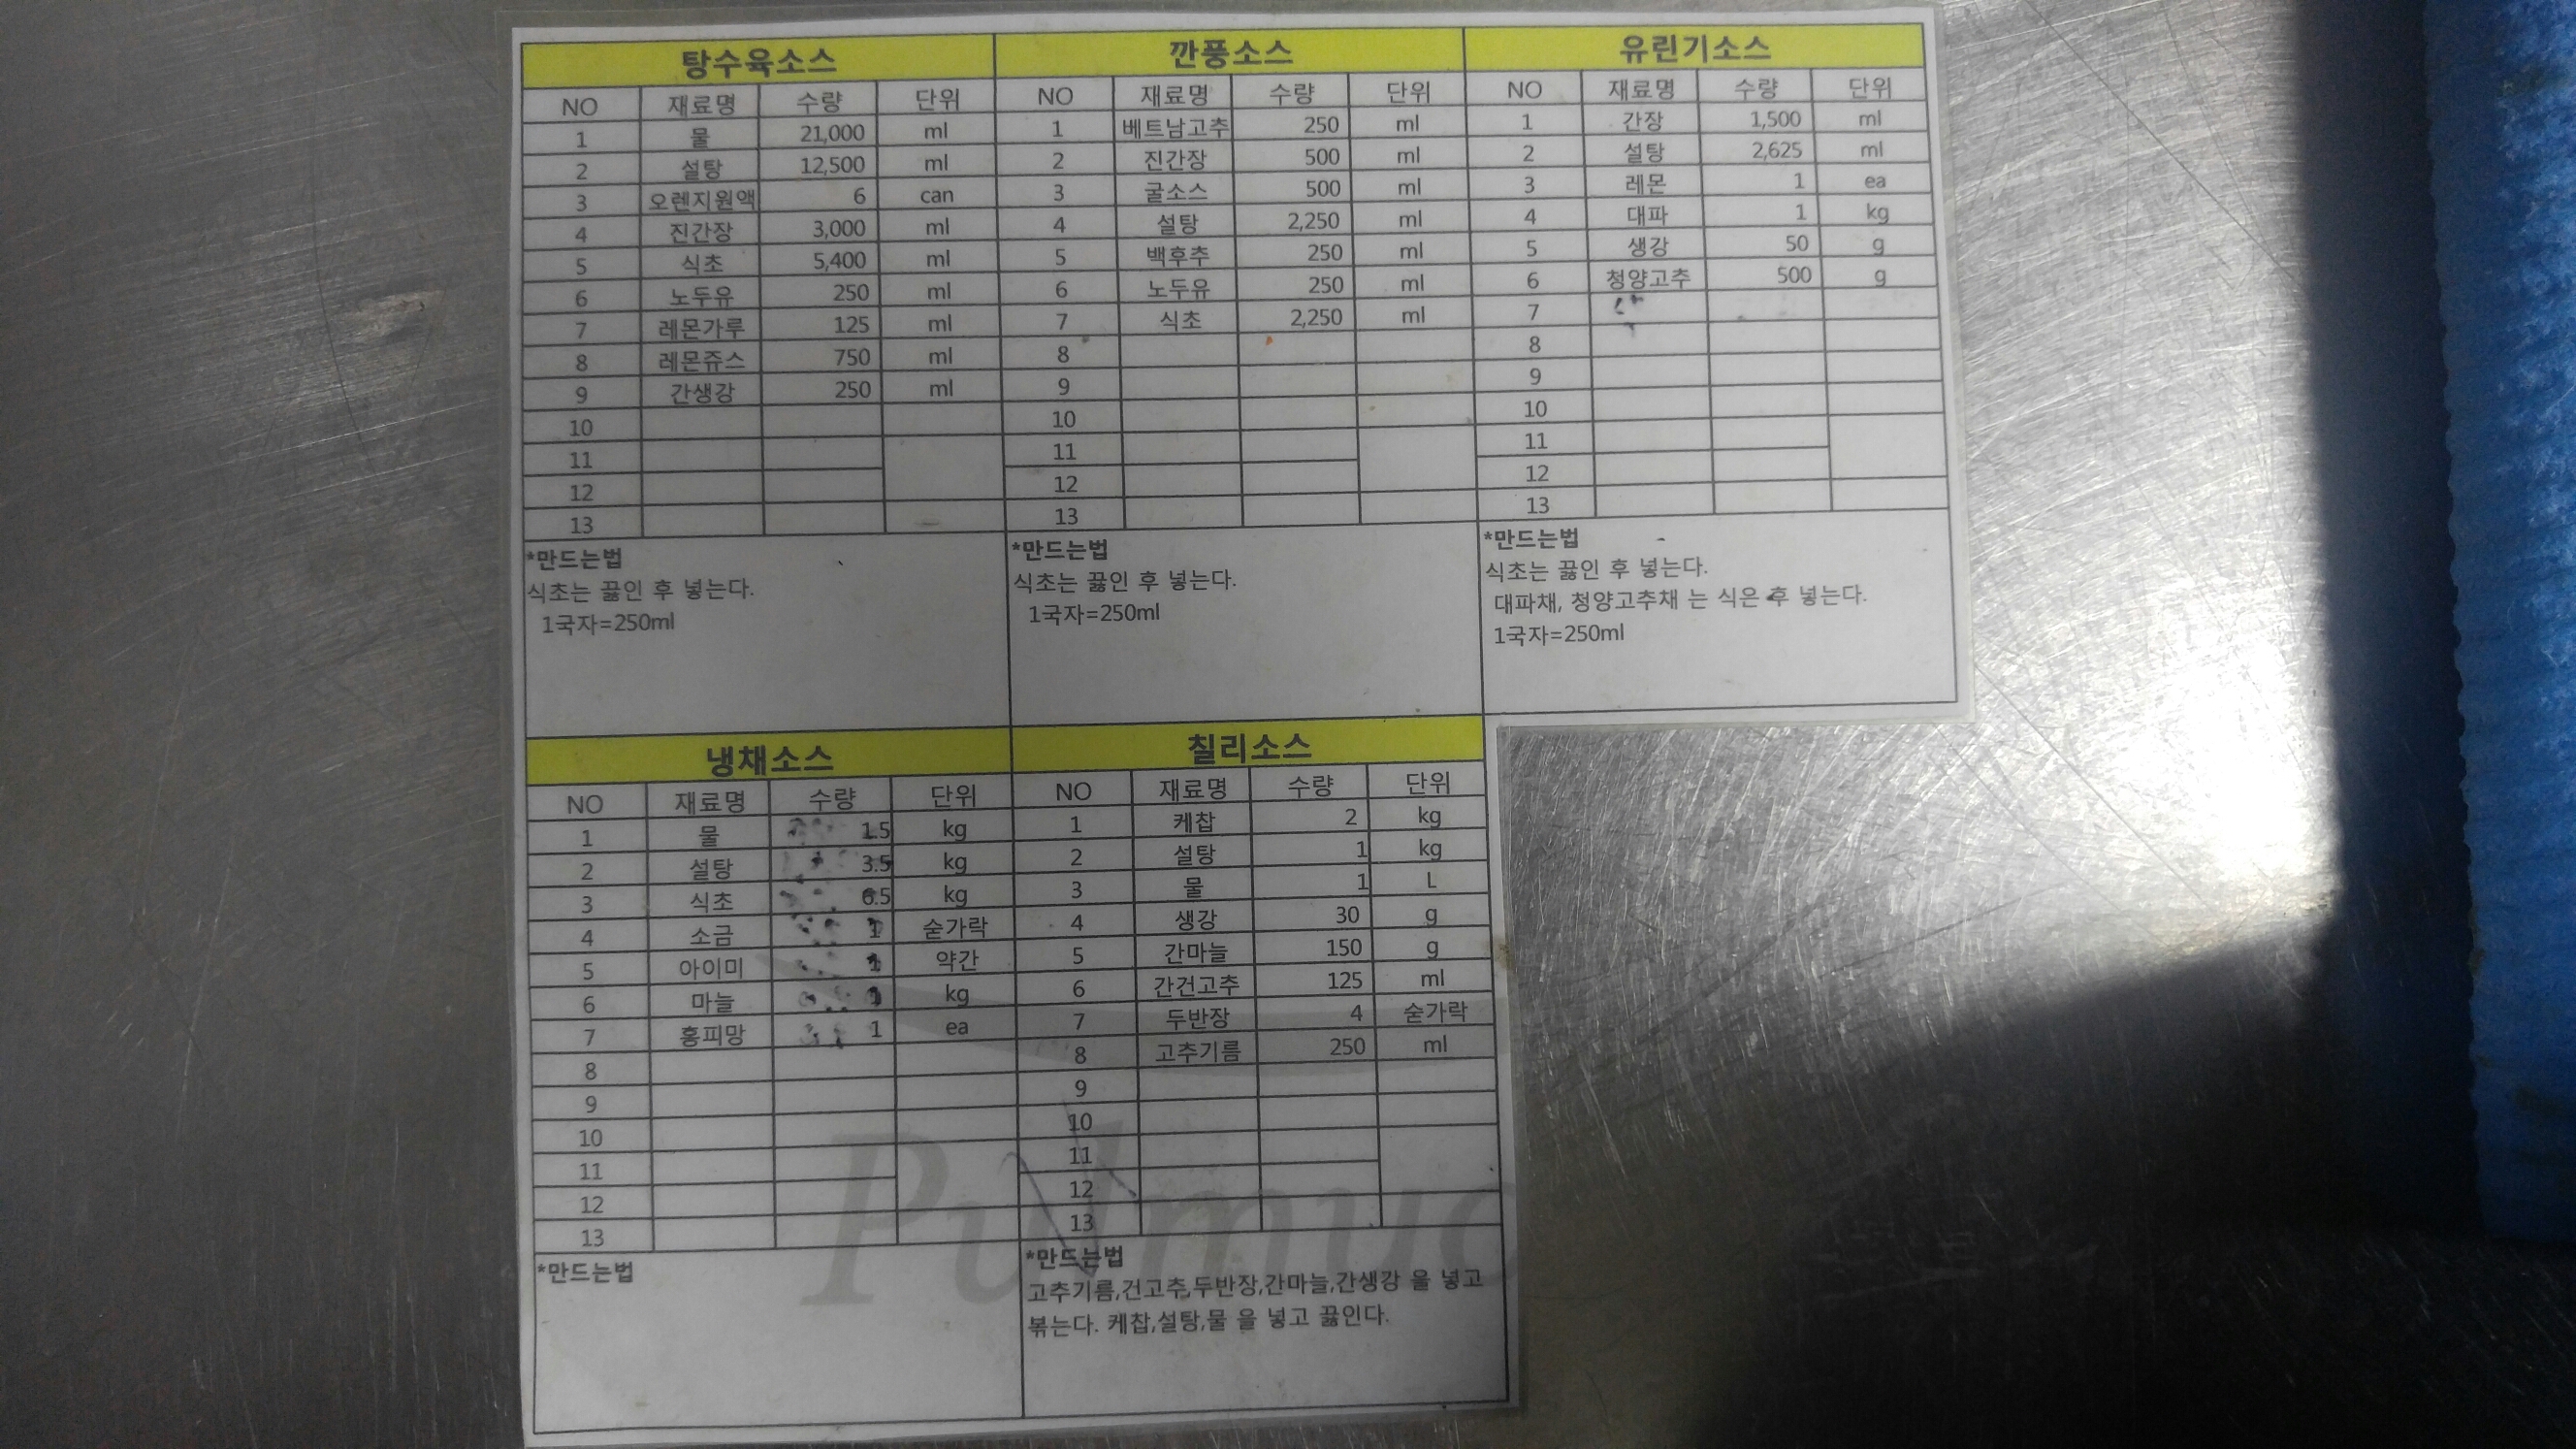 탕수육소스
NO 재료명 수량 단위
1 물 21,000 ml
2 설탕 12,500 ml
3 오렌지원액 6 can
4 진간장 3,000 ml
5 식초 5,400 ml
6 노두유 250 ml
7 레몬가루 125 ml
8 레몬쥬스 750 ml
9 간생강 250 ml
10
11
12
13
*만드는법
식초는 끓인 후 넣는다.
1국자=250ml
깐풍소스
NO 재료명 수량 단위
1 베트남고추 250 ml
2 진간장 500 ml
3 굴소스 500 ml
4 설탕 2,250 ml
5 백후추 250 ml
6 노두유 250 ml
7 식초 2,250 ml
8
9
10
11
12
13
*만드는법
식초는 끓인 후 넣는다.
1국자=250ml
유린기소스
NO 재료명 수량 단위
1 간장 1,500 ml
2 설탕 2,625 ml
3 레몬 1 ea
4 대파 1 kg
5 생강 50 g
6 청양고추 500 g
7
8
9
10
11
12
13
*만드는법
식초는 끓인 후 넣는다.
대파채, 청양고추채 는 식은 후 넣는다.
1국자=250ml
냉채소스
NO 재료명 수량 단위
1 물 1.5 kg
2 설탕 3.5 kg
3 식초 6.5 kg
4 소금 1 숟가락
5 아이미 1 약간
6 마늘 1 kg
7 홍피망 1 ea
8
9
10
11
12
13
*만드는법
칠리소스
NO 재료명 수량 단위
1 케찹 2 kg
2 설탕 1 kg
3 물 1 L
4 생강 30 g
5 간마늘 150 g
6 간건고추 125 ml
7 두반장 4 숟가락
8 고추기름 250 ml
9
10
11
12
13
*만드는법
고추기름,건고추,두반장,간마늘,간생강 을 넣고
볶는다. 케찹,설탕,물 을 넣고 끓인다.